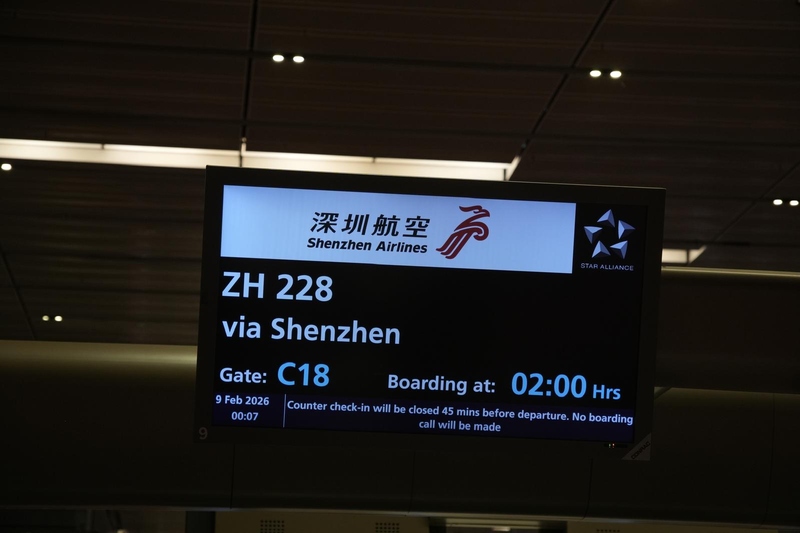 深圳航空
Shenzhen Airlines
STAR ALLIANCE
ZH 228
via Shenzhen
Gate: C18 Boarding at: 02:00 Hrs
9 Feb 2026
00:07
Counter check-in will be closed 45 mins before departure. No boarding
call will be made
9